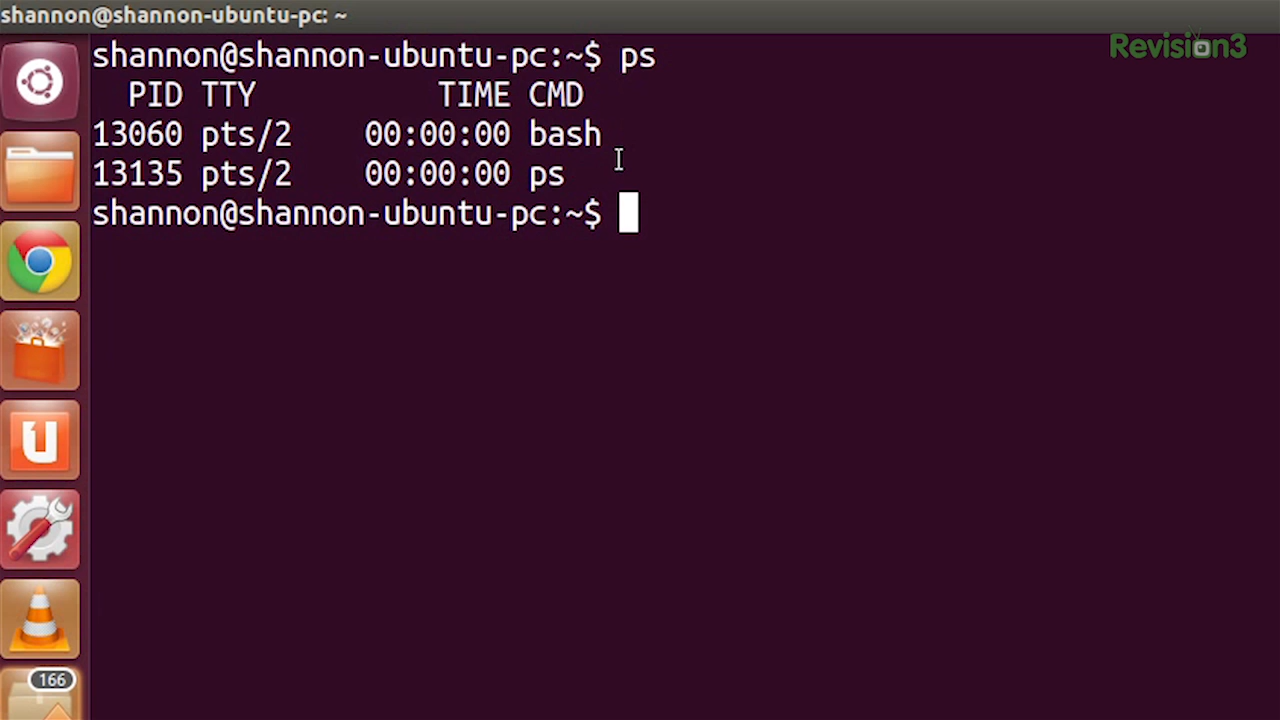 shannon@shannon-ubuntu-pc: ~
Revision3
shannon@shannon-ubuntu-pc:~$ ps
PID TTY TIME CMD
13060 pts/2 00:00:00 bash
13135 pts/2 00:00:00 ps
shannon@shannon-ubuntu-pc:~$
U
166